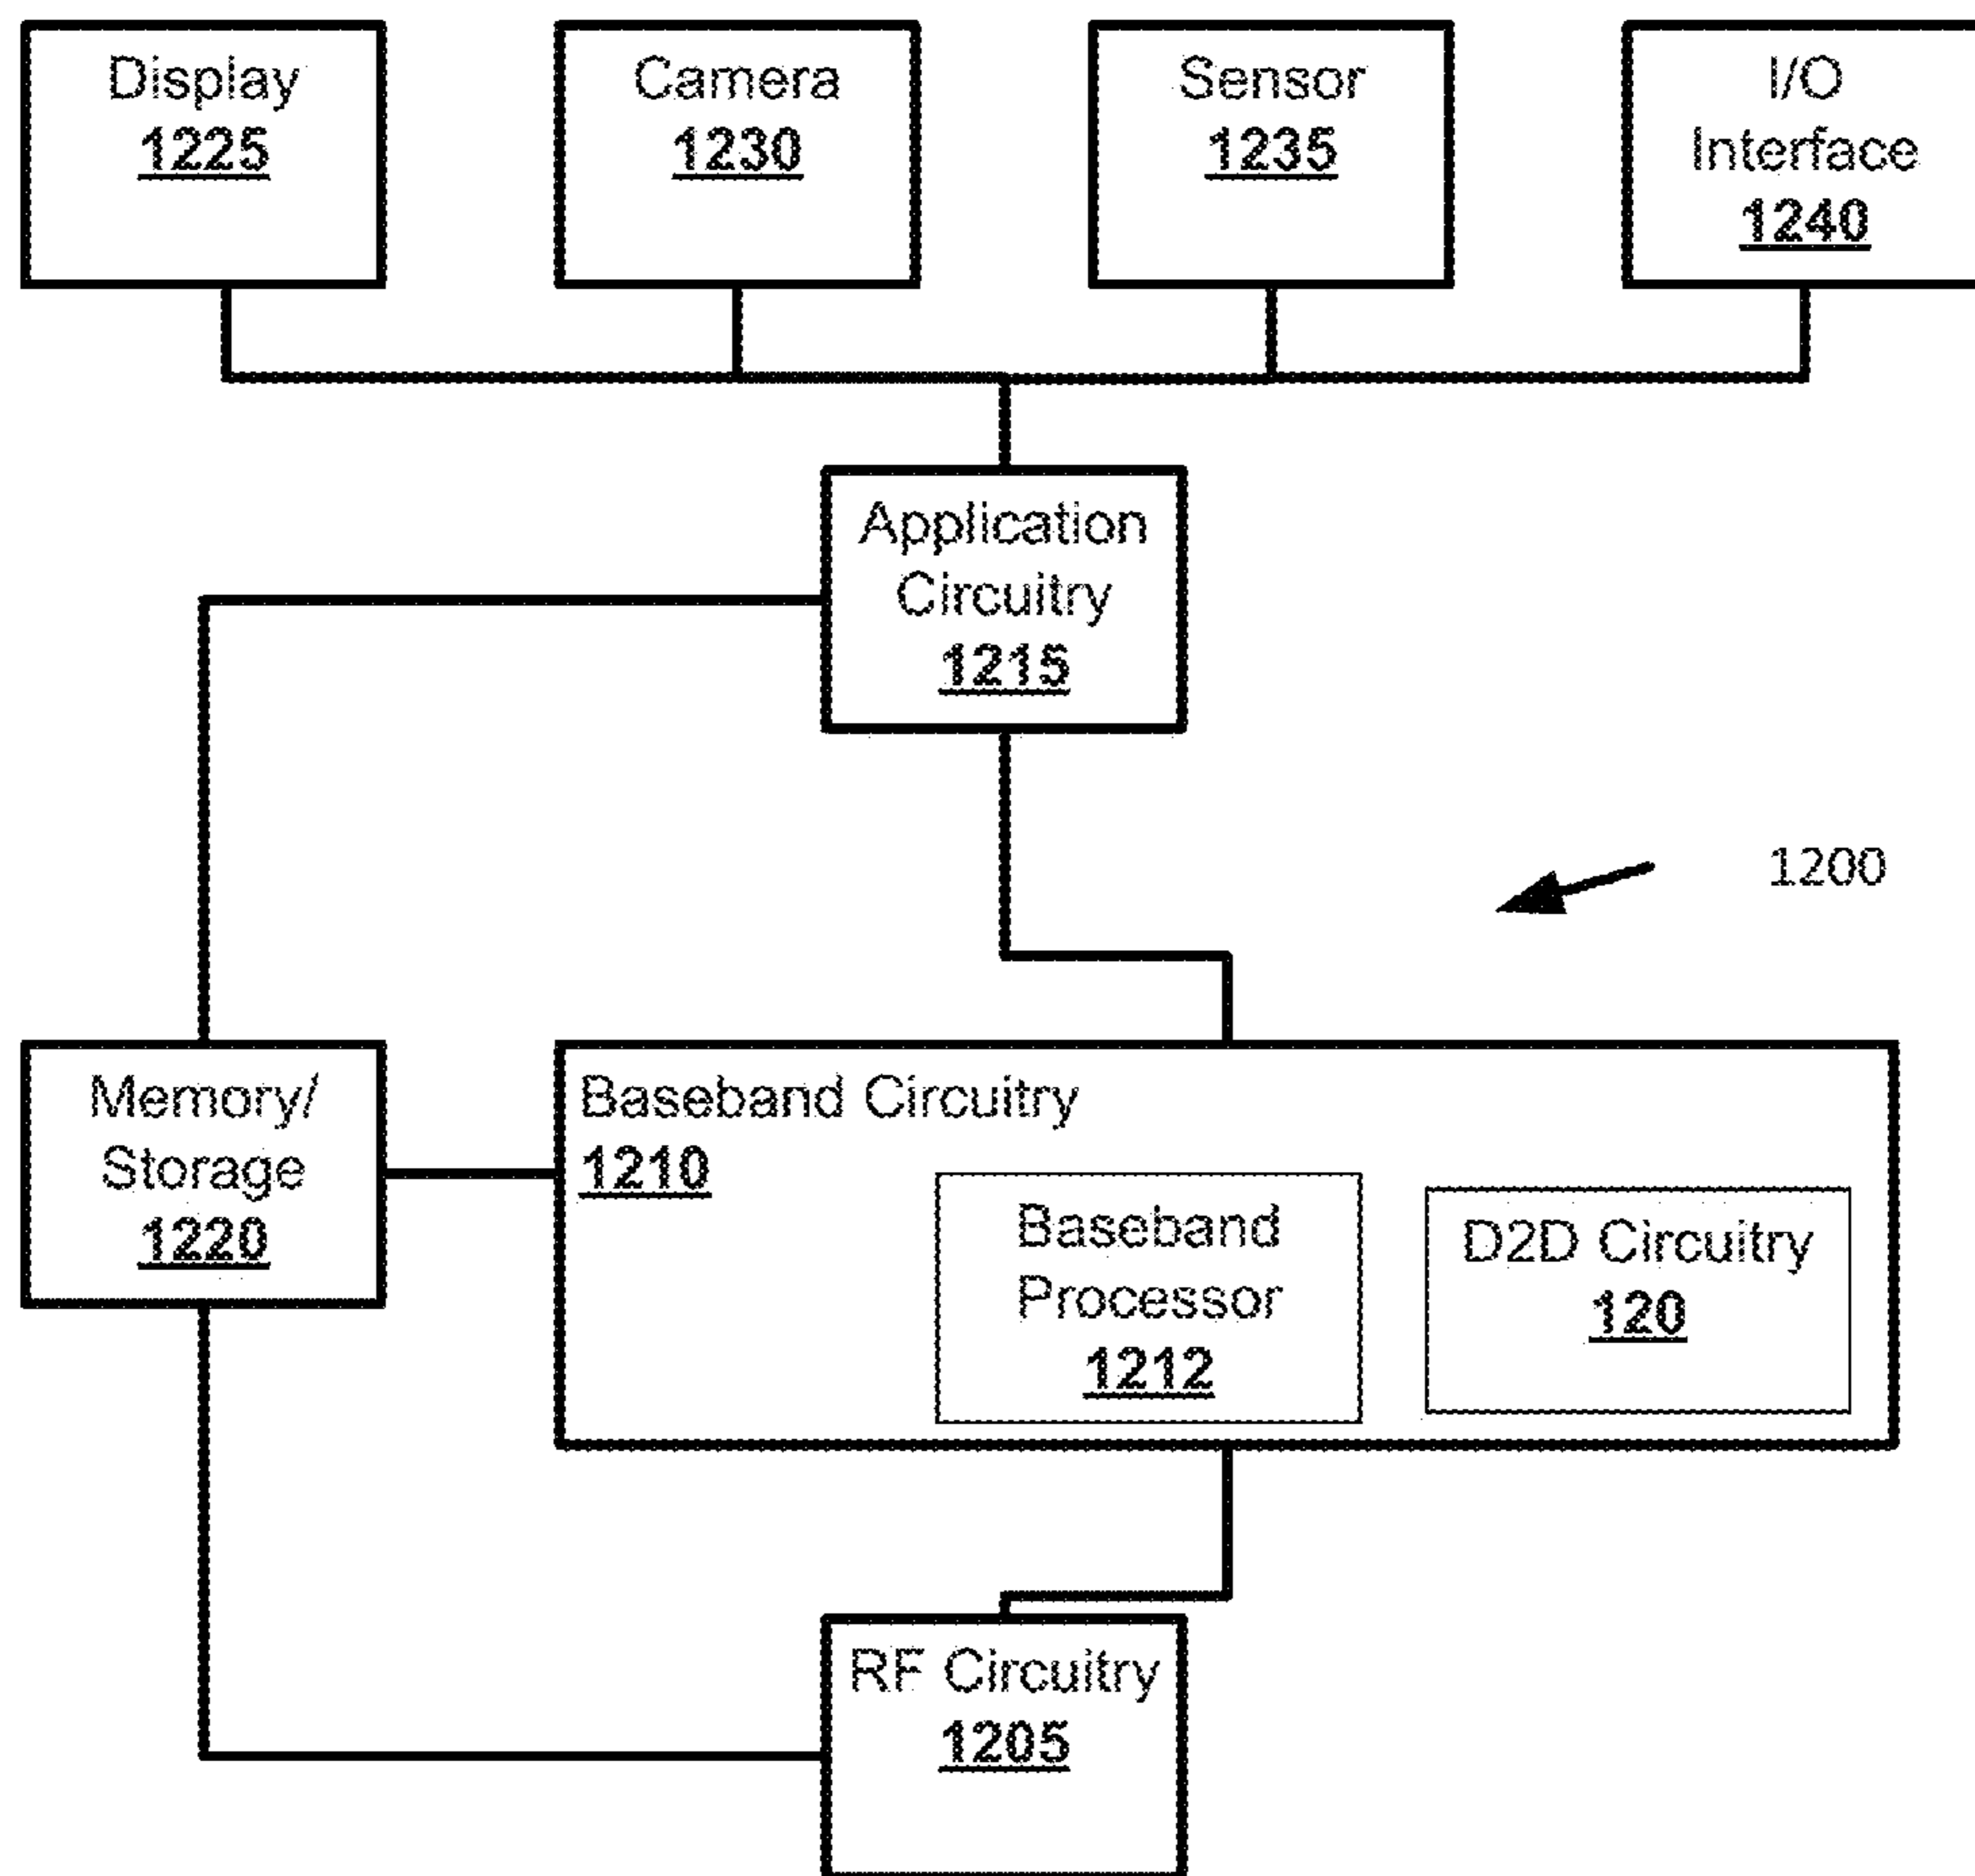 Display
1225
Camera
1230
Sensor
1235
I/O
Interface
1240
Application
Circuitry
1215
1200
Memory/
Storage
1220
Baseband Circuitry
1210
Baseband
Processor
1212
D2D Circuitry
120
RF Circuitry
1205